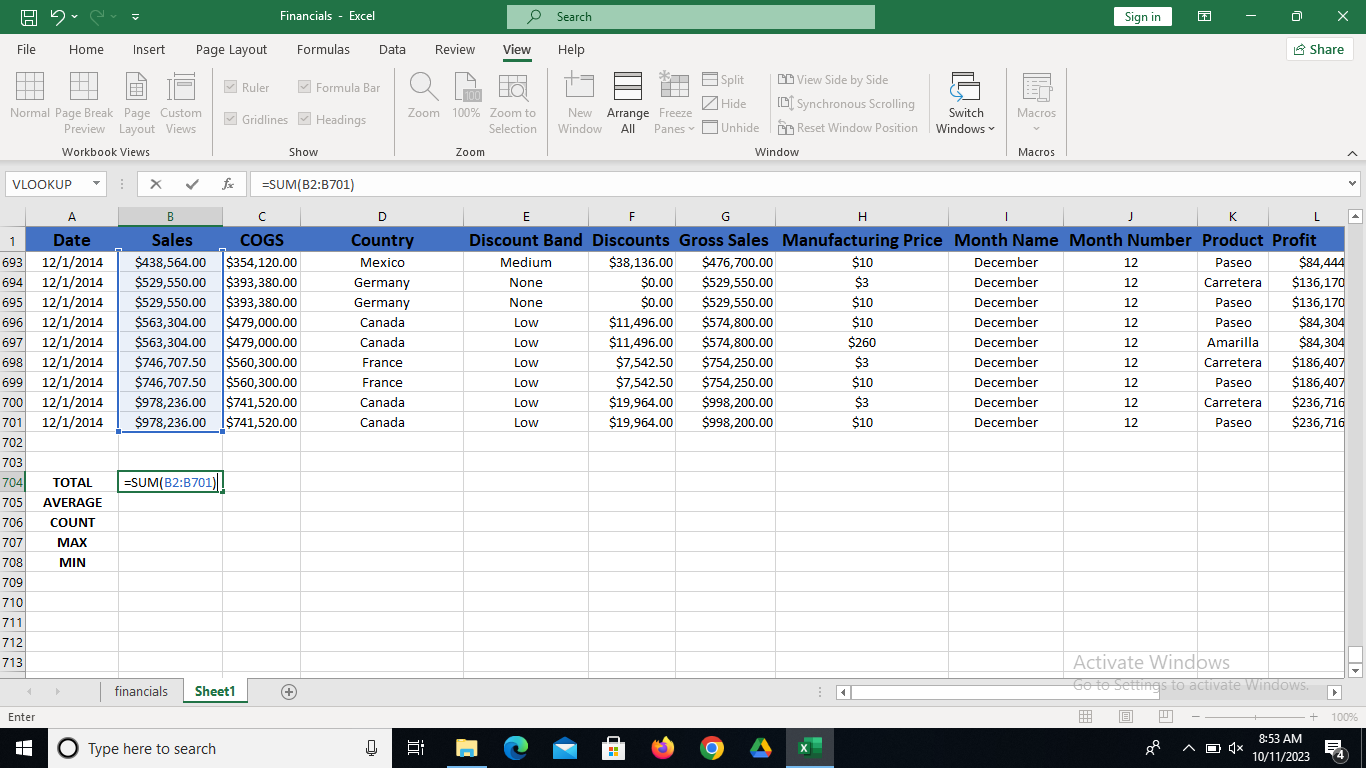 Financials - Excel
Search
Sign in
File Home Insert Page Layout Formulas Data Review View Help
Share
Normal
Page Break Preview
Page Layout
Custom Views
Workbook Views
Ruler
Formula Bar
Gridlines
Headings
Show
Zoom
100
100%
Zoom to Selection
Zoom
New Window
Arrange All
Freeze Panes
Split
Hide
Unhide
View Side by Side
Synchronous Scrolling
Reset Window Position
Switch Windows
Window
Macros
Macros
VLOOKUP
fx
=SUM(B2:B701)
A B C D E F G H I J K L
1 Date Sales COGS Country Discount Band Discounts Gross Sales Manufacturing Price Month Name Month Number Product Profit
693 12/1/2014 $438,564.00 $354,120.00 Mexico Medium $38,136.00 $476,700.00 $10 December 12 Paseo $84,444
694 12/1/2014 $529,550.00 $393,380.00 Germany None $0.00 $529,550.00 $3 December 12 Carretera $136,170
695 12/1/2014 $529,550.00 $393,380.00 Germany None $0.00 $529,550.00 $10 December 12 Paseo $136,170
696 12/1/2014 $563,304.00 $479,000.00 Canada Low $11,496.00 $574,800.00 $10 December 12 Paseo $84,304
697 12/1/2014 $563,304.00 $479,000.00 Canada Low $11,496.00 $574,800.00 $260 December 12 Amarilla $84,304
698 12/1/2014 $746,707.50 $560,300.00 France Low $7,542.50 $754,250.00 $3 December 12 Carretera $186,407
699 12/1/2014 $746,707.50 $560,300.00 France Low $7,542.50 $754,250.00 $10 December 12 Paseo $186,407
700 12/1/2014 $978,236.00 $741,520.00 Canada Low $19,964.00 $998,200.00 $3 December 12 Carretera $236,716
701 12/1/2014 $978,236.00 $741,520.00 Canada Low $19,964.00 $998,200.00 $10 December 12 Paseo $236,716
702
703
704 TOTAL =SUM(B2:B701)
705 AVERAGE
706 COUNT
707 MAX
708 MIN
709
710
711
712
713
Activate Windows
Go to Settings to activate Windows.
financials
Sheet1
Enter
100%
Type here to search
8:53 AM
10/11/2023
4